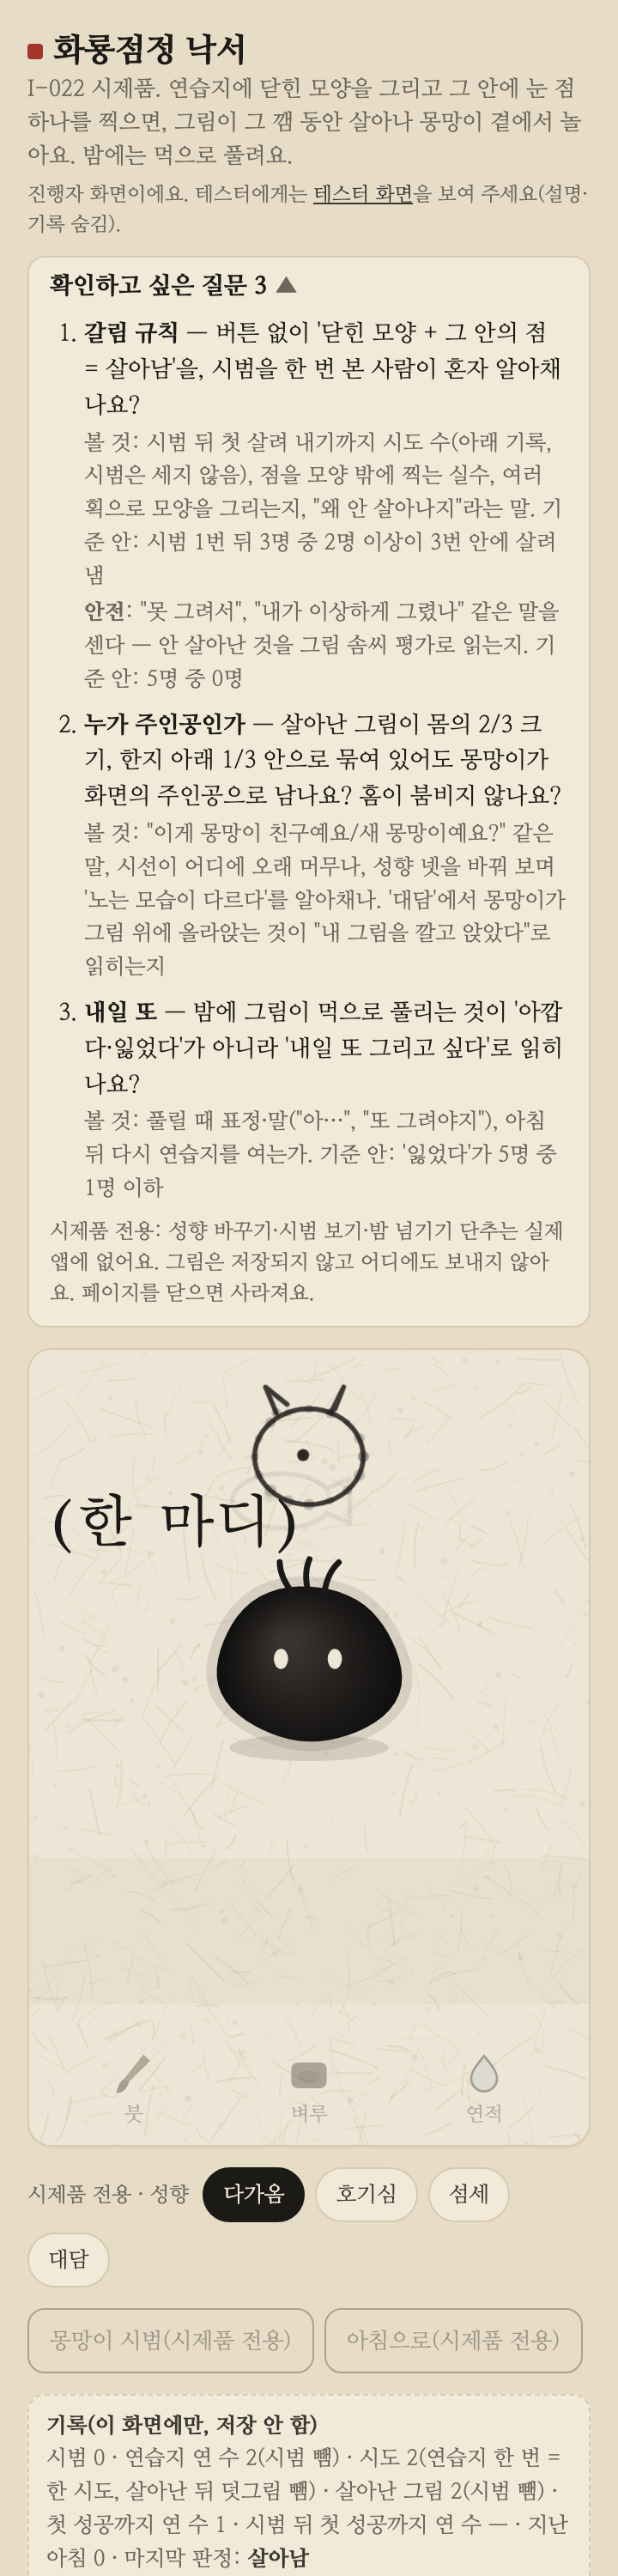 화룡점정 낙서
I-022 시제품. 연습지에 닫힌 모양을 그리고 그 안에 눈 점
하나를 찍으면, 그림이 그 깸 동안 살아나 몽망이 곁에서 놀
아요. 밤에는 먹으로 풀려요.
진행자 화면이에요. 테스터에게는 테스터 화면을 보여 주세요(설명·
기록 숨김).
확인하고 싶은 질문 3 ▲
1. 갈림 규칙 — 버튼 없이 '닫힌 모양 + 그 안의 점
= 살아남'을, 시범을 한 번 본 사람이 혼자 알아채
나요?
볼 것: 시범 뒤 첫 살려 내기까지 시도 수(아래 기록,
시범은 세지 않음), 점을 모양 밖에 찍는 실수, 여러
획으로 모양을 그리는지, "왜 안 살아나지"라는 말. 기
준 안: 시범 1번 뒤 3명 중 2명 이상이 3번 안에 살려
냄
안전: "못 그려서", "내가 이상하게 그렸나" 같은 말을
센다 — 안 살아난 것을 그림 솜씨 평가로 읽는지. 기
준 안: 5명 중 0명
2. 누가 주인공인가 — 살아난 그림이 몸의 2/3 크
기, 한지 아래 1/3 안으로 묶여 있어도 몽망이가
화면의 주인공으로 남나요? 홈이 붐비지 않나요?
볼 것: "이게 몽망이 친구예요/새 몽망이예요?" 같은
말, 시선이 어디에 오래 머무나, 성향 넷을 바꿔 보며
'노는 모습이 다르다'를 알아채나. '대담'에서 몽망이가
그림 위에 올라앉는 것이 "내 그림을 깔고 앉았다"로
읽히는지
3. 내일 또 — 밤에 그림이 먹으로 풀리는 것이 '아깝
다·잃었다'가 아니라 '내일 또 그리고 싶다'로 읽히
나요?
볼 것: 풀릴 때 표정·말("아…", "또 그려야지"), 아침
뒤 다시 연습지를 여는가. 기준 안: '잃었다'가 5명 중
1명 이하
시제품 전용: 성향 바꾸기·시범 보기·밤 넘기기 단추는 실제
앱에 없어요. 그림은 저장되지 않고 어디에도 보내지 않아
요. 페이지를 닫으면 사라져요.
(한 마디)
붓 벼루 연적
시제품 전용 · 성향 다가옴 호기심 섬세
대담
몽망이 시범(시제품 전용) 아침으로(시제품 전용)
기록(이 화면에만, 저장 안 함)
시범 0 · 연습지 연 수 2(시범 뺌) · 시도 2(연습지 한 번 =
한 시도, 살아난 뒤 덧그림 뺌) · 살아난 그림 2(시범 뺌) ·
첫 성공까지 연 수 1 · 시범 뒤 첫 성공까지 연 수 — · 지난
아침 0 · 마지막 판정: 살아남